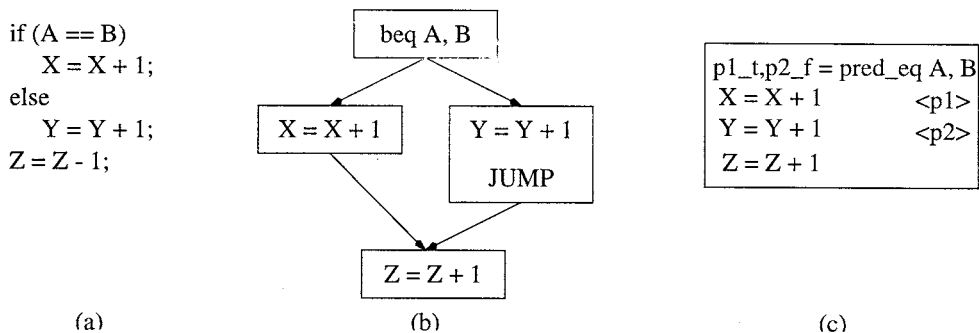 if (A == B)
X = X + 1;
else
Y = Y + 1;
Z = Z - 1;
(a)
beq A, B
X = X + 1
Y = Y + 1
JUMP
Z = Z + 1
(b)
p1_t,p2_f = pred_eq A, B
X = X + 1 <p1>
Y = Y + 1 <p2>
Z = Z + 1
(c)